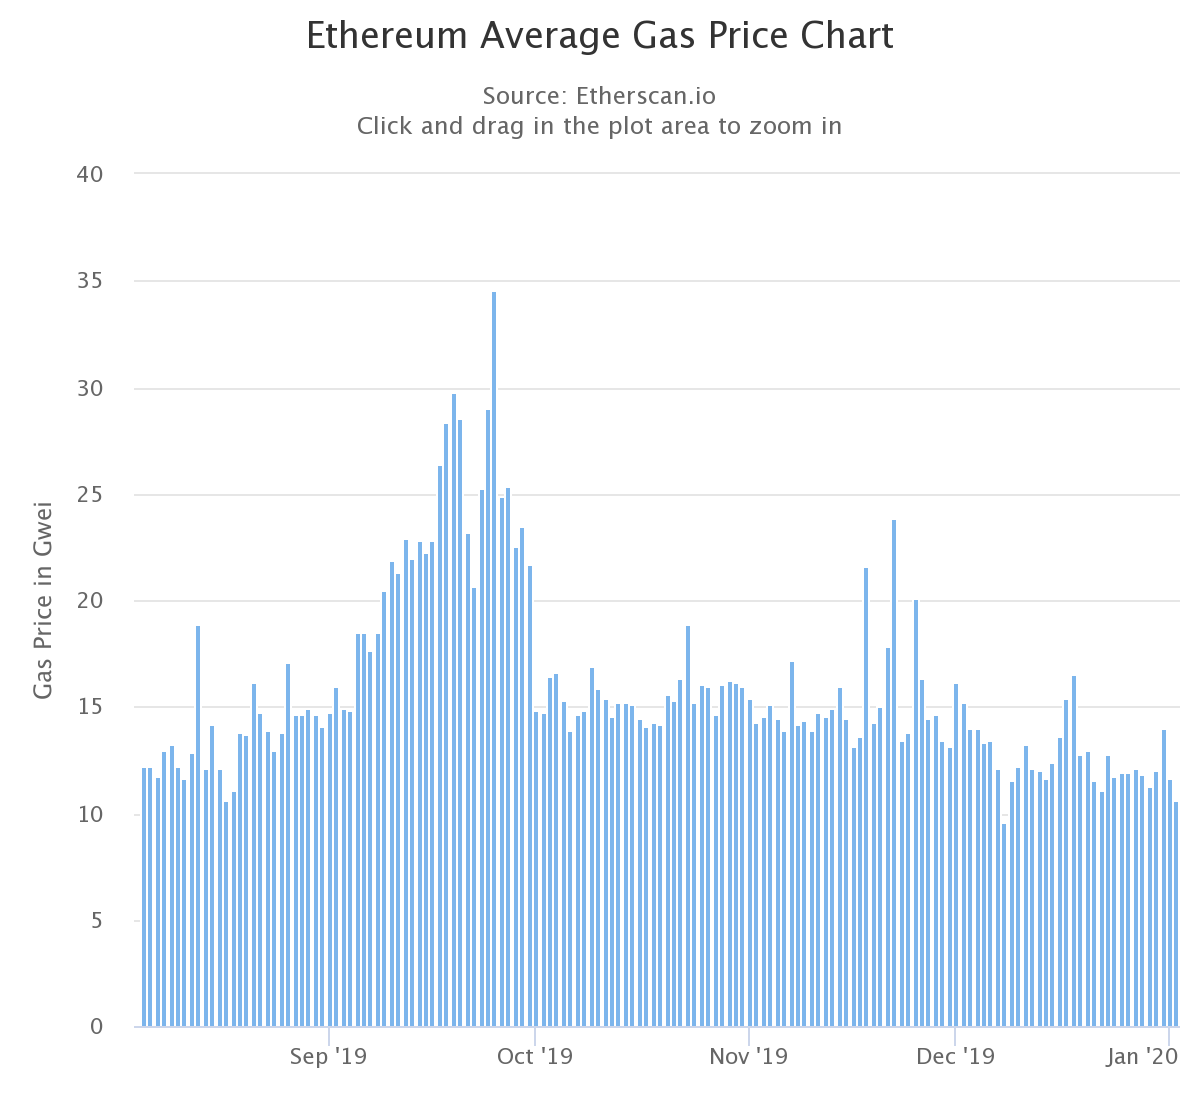 Ethereum Average Gas Price Chart
Source: Etherscan.io
Click and drag in the plot area to zoom in
Gas Price in Gwei
40
35
30
25
20
15
10
5
0
Sep '19
Oct '19
Nov '19
Dec '19
Jan '20